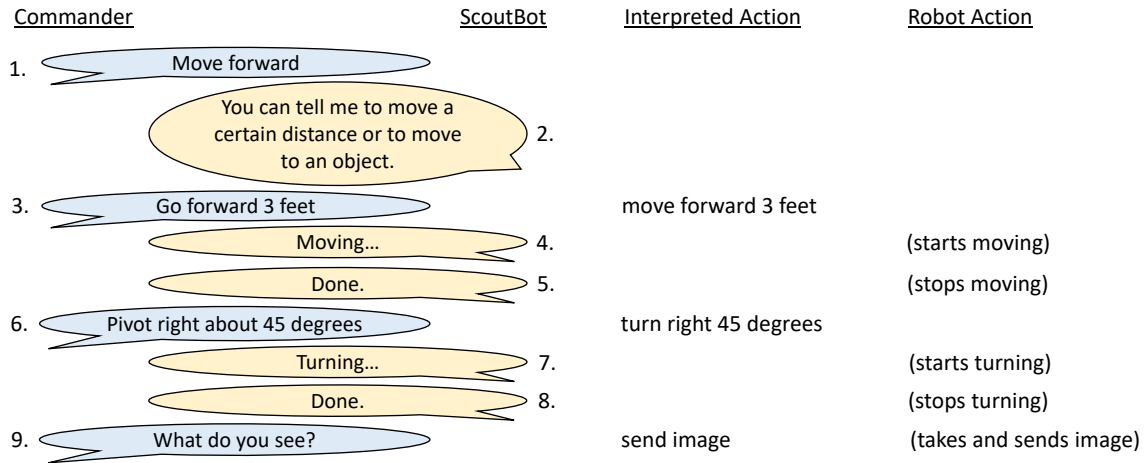 Commander ScoutBot Interpreted Action Robot Action
1. Move forward
You can tell me to move a
certain distance or to move 2.
to an object.
3. Go forward 3 feet move forward 3 feet
Moving... 4. (starts moving)
Done. 5. (stops moving)
6. Pivot right about 45 degrees turn right 45 degrees
Turning... 7. (starts turning)
Done. 8. (stops turning)
9. What do you see? send image (takes and sends image)